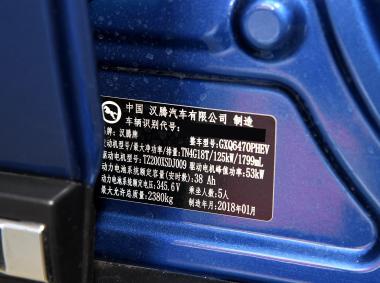 中国 汉腾汽车有限公司 制造
车辆识别代号:
品牌: 汉腾牌 整车型号:GXQ6470PHEV
发动机型号/最大净功率/排量:TN4G18T/125kW/1799mL
驱动电机型号:TZ200XSDJ009 驱动电机峰值功率:53kW
动力电池系统额定容量(安时):38 Ah
动力电池系统额定电压:345.6V 乘坐人数:5人
最大允许总质量:2380kg 制造年月:2018年01月